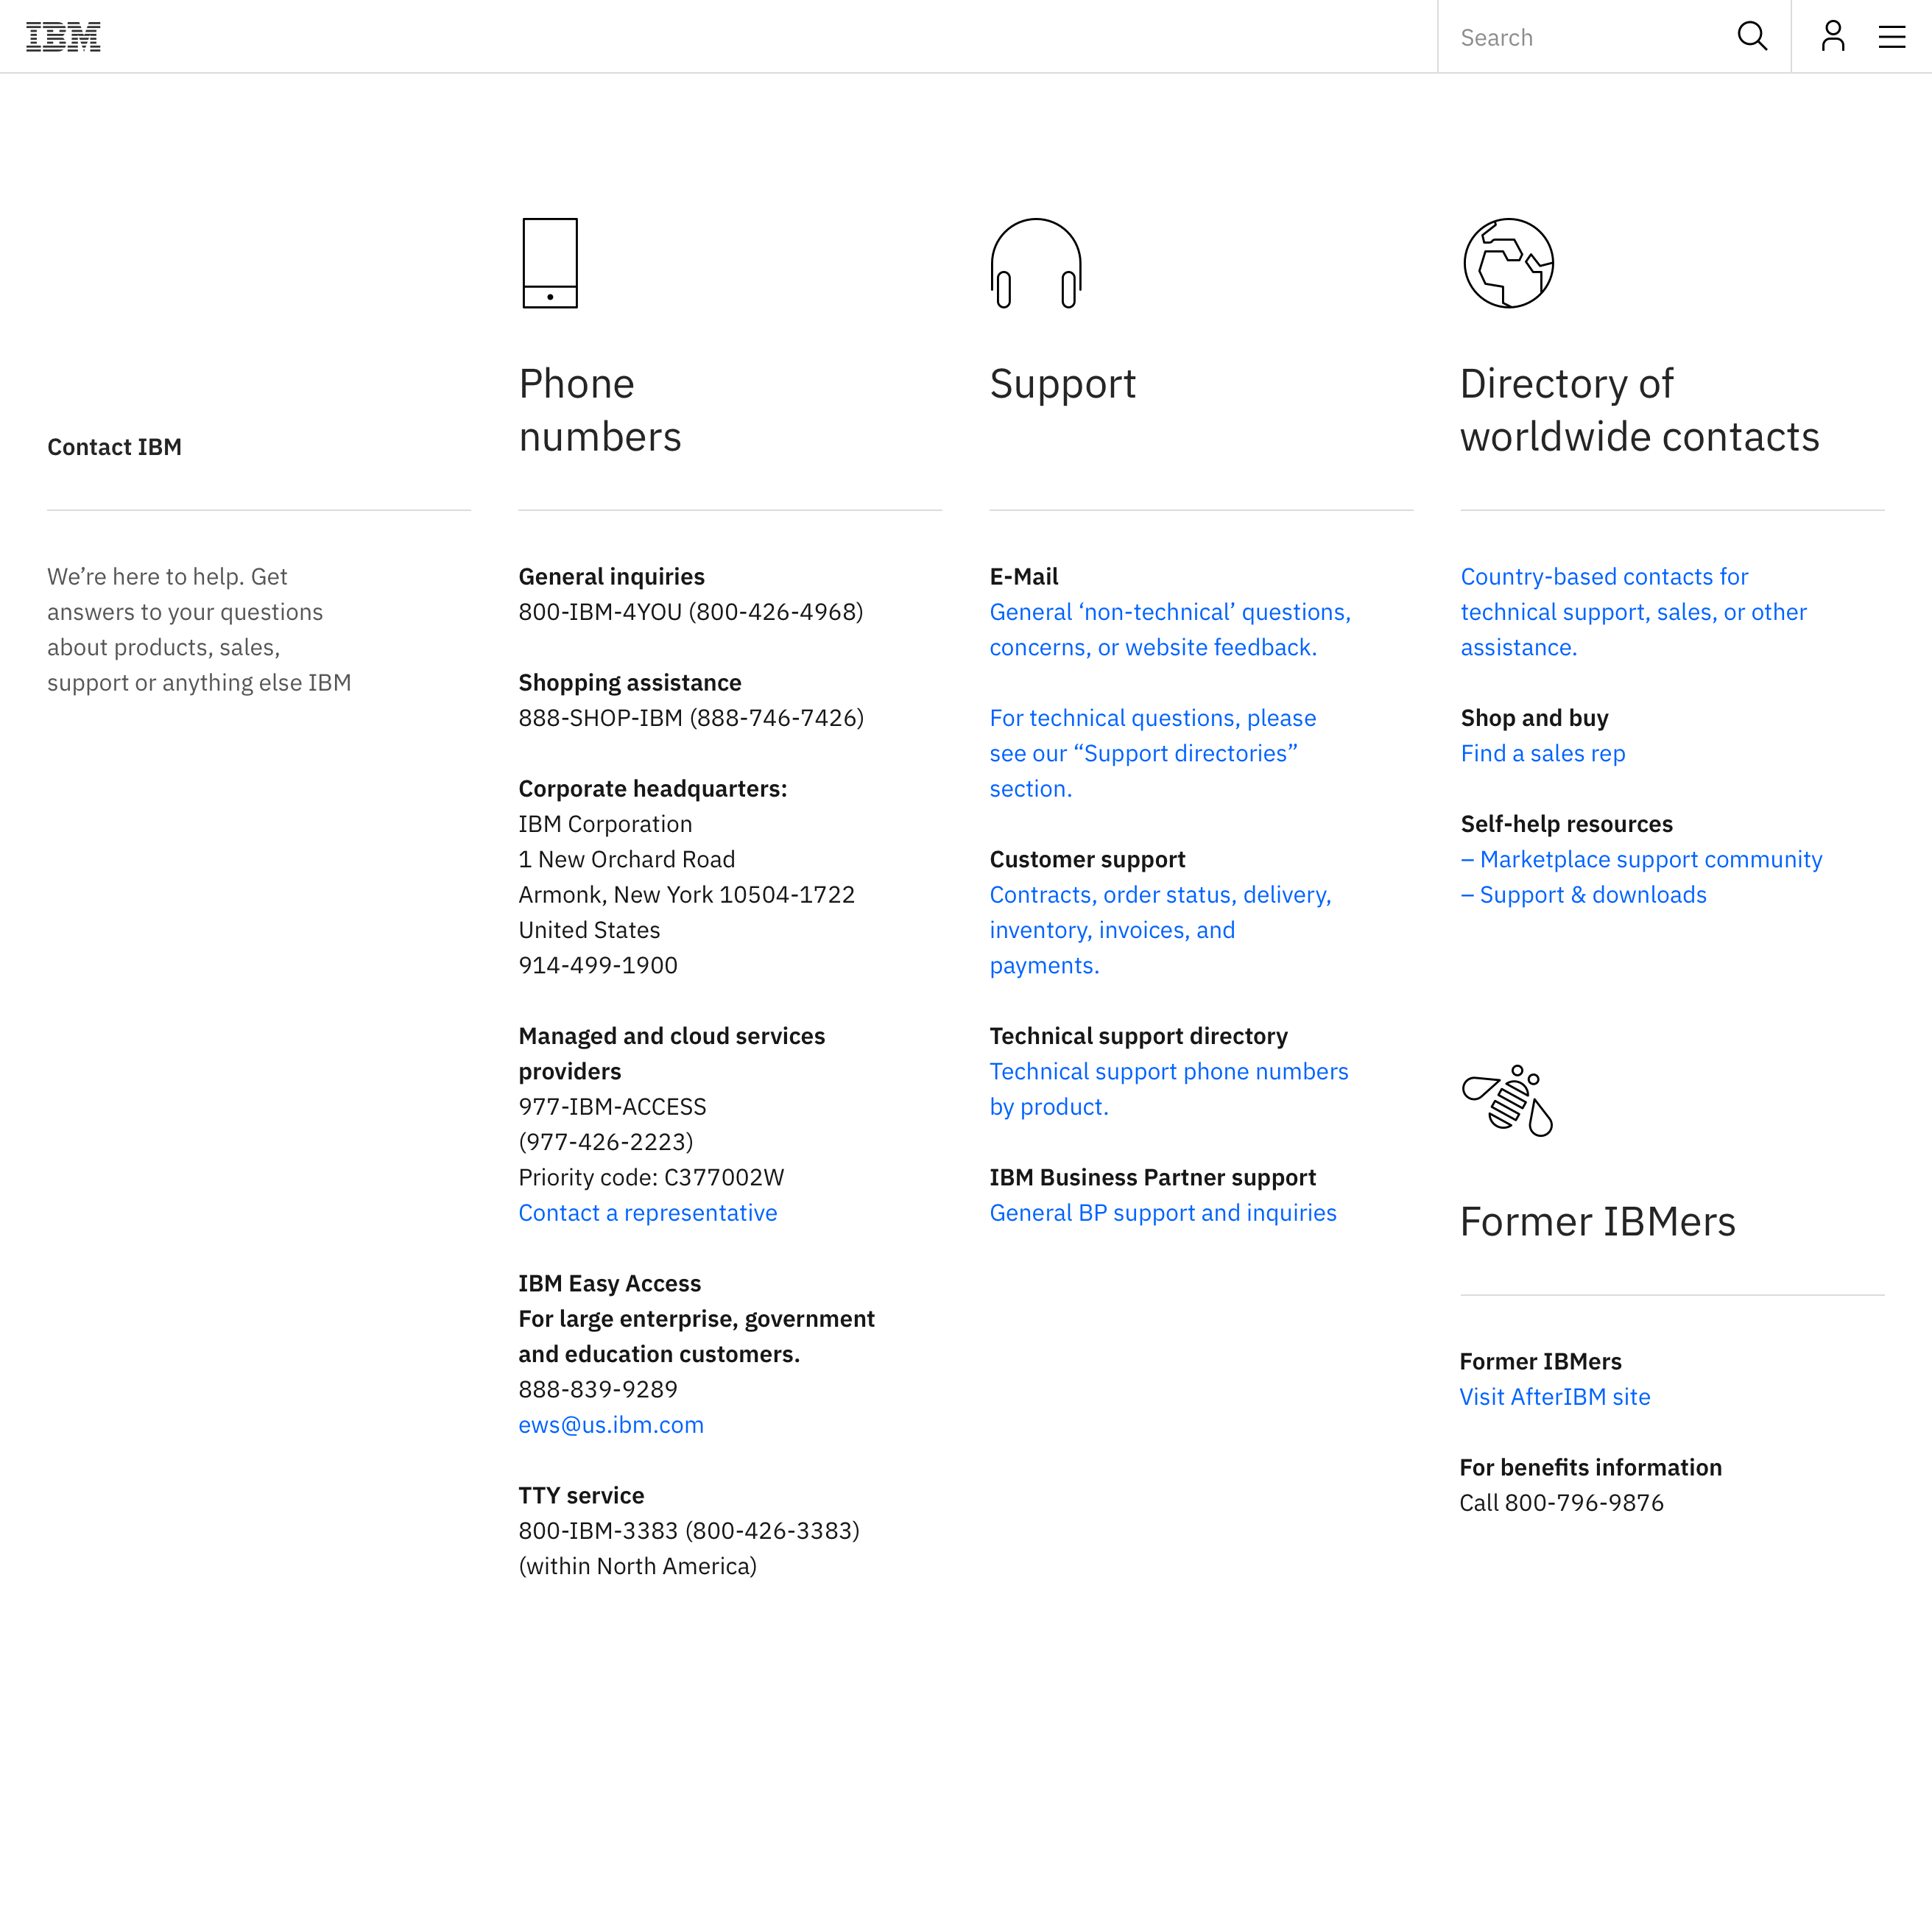 IBM
Search
Contact IBM
We’re here to help. Get
answers to your questions
about products, sales,
support or anything else IBM
Phone
numbers
General inquiries
800-IBM-4YOU (800-426-4968)
Shopping assistance
888-SHOP-IBM (888-746-7426)
Corporate headquarters:
IBM Corporation
1 New Orchard Road
Armonk, New York 10504-1722
United States
914-499-1900
Managed and cloud services
providers
977-IBM-ACCESS
(977-426-2223)
Priority code: C377002W
Contact a representative
IBM Easy Access
For large enterprise, government
and education customers.
888-839-9289
ews@us.ibm.com
TTY service
800-IBM-3383 (800-426-3383)
(within North America)
Support
E-Mail
General ‘non-technical’ questions,
concerns, or website feedback.
For technical questions, please
see our “Support directories”
section.
Customer support
Contracts, order status, delivery,
inventory, invoices, and
payments.
Technical support directory
Technical support phone numbers
by product.
IBM Business Partner support
General BP support and inquiries
Directory of
worldwide contacts
Country-based contacts for
technical support, sales, or other
assistance.
Shop and buy
Find a sales rep
Self-help resources
– Marketplace support community
– Support & downloads
Former IBMers
Former IBMers
Visit AfterIBM site
For benefits information
Call 800-796-9876